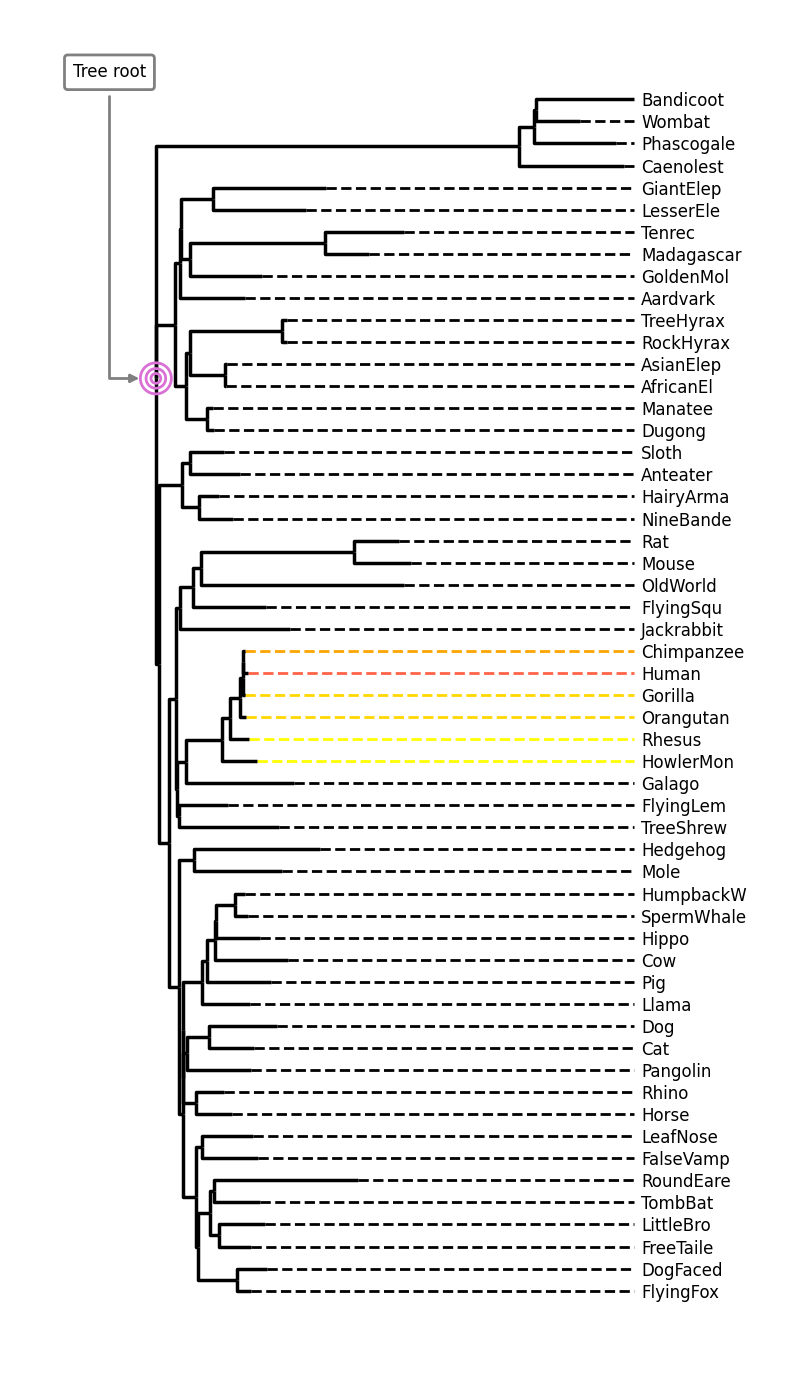 Tree root
Bandicoot
Wombat
Phascogale
Caenolest
GiantElep
LesserEle
Tenrec
Madagascar
GoldenMol
Aardvark
TreeHyrax
RockHyrax
AsianElep
AfricanEl
Manatee
Dugong
Sloth
Anteater
HairyArma
NineBande
Rat
Mouse
OldWorld
FlyingSqu
Jackrabbit
Chimpanzee
Human
Gorilla
Orangutan
Rhesus
HowlerMon
Galago
FlyingLem
TreeShrew
Hedgehog
Mole
HumpbackW
SpermWhale
Hippo
Cow
Pig
Llama
Dog
Cat
Pangolin
Rhino
Horse
LeafNose
FalseVamp
RoundEare
TombBat
LittleBro
FreeTaile
DogFaced
FlyingFox